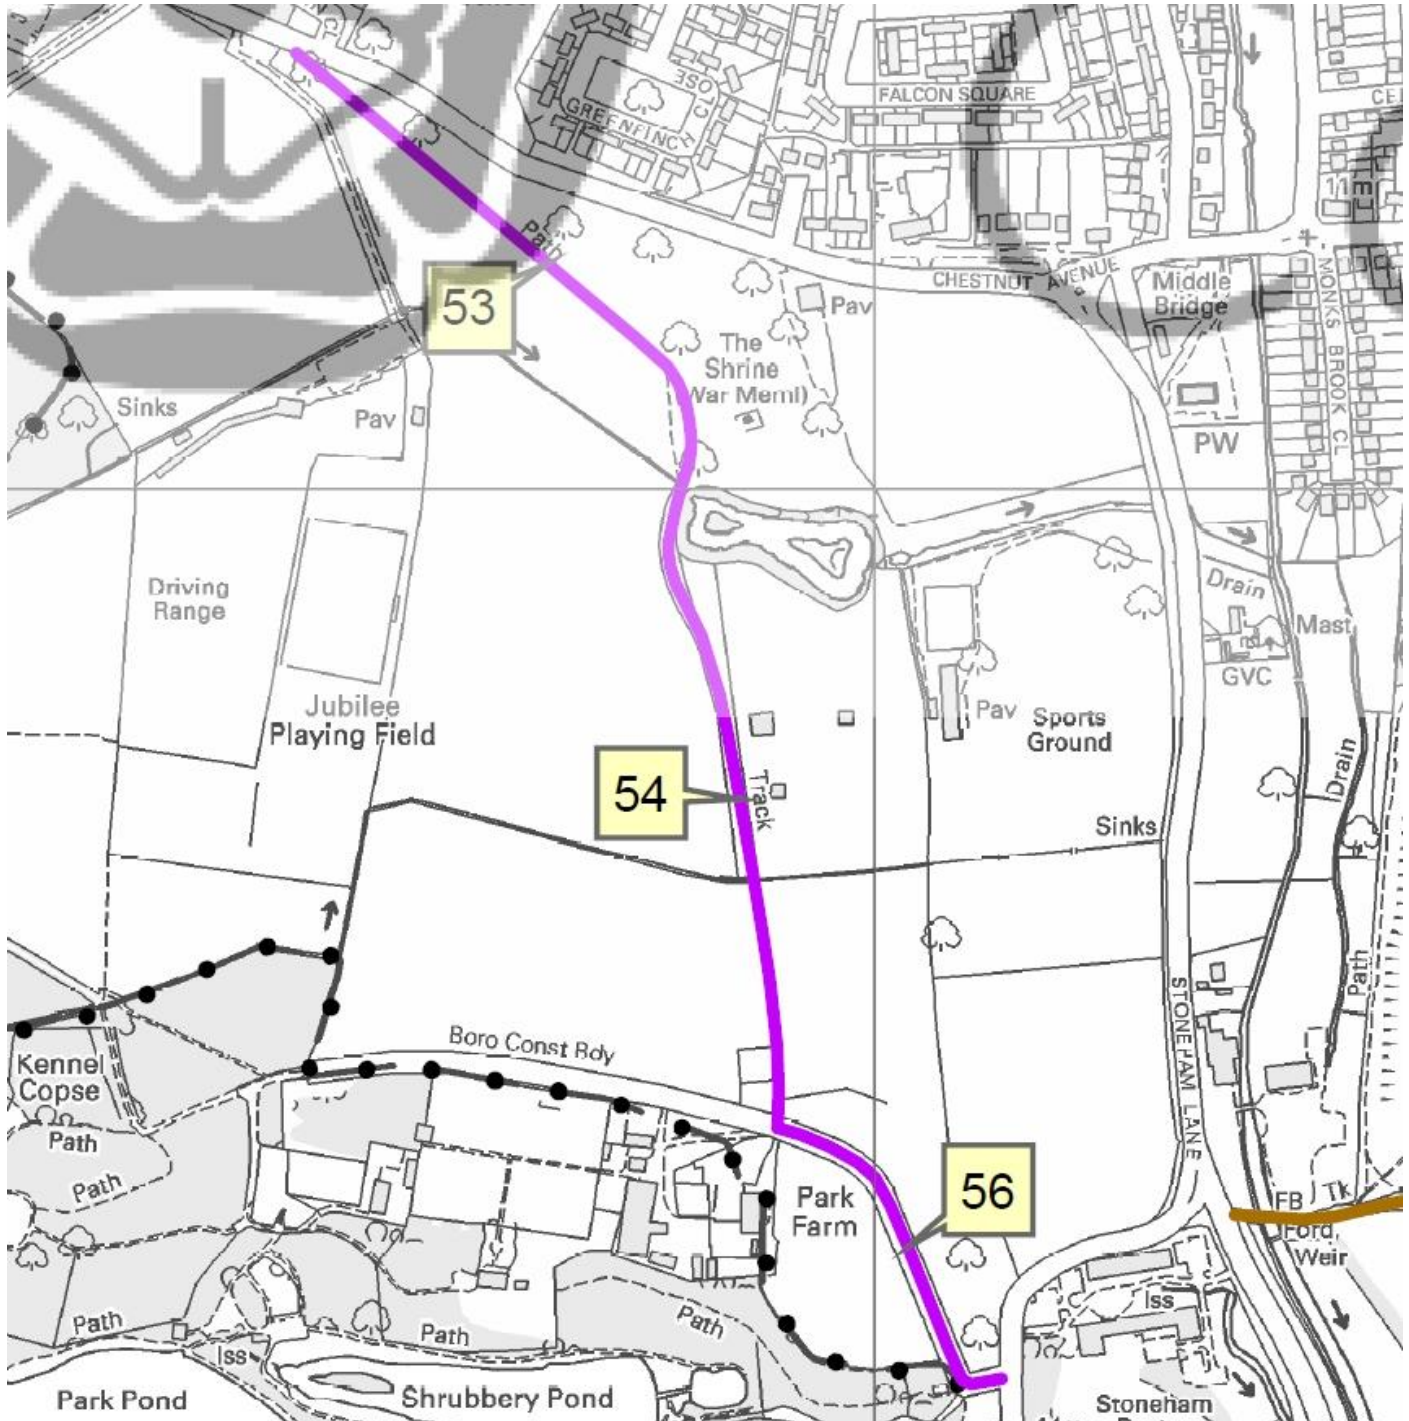 GREENFINCH
CLOSE
FALCON SQUARE
11
Path
53
CHESTNUT AVENUE
Middle
Bridge
MONKS BROOK CL
Pav
The
Shrine
(War Meml)
Sinks
Pav
PW
Driving
Range
Drain
Mast
GVC
Jubilee
Playing Field
Pav
Sports
Ground
54
Track
Drain
Sinks
Path
STONEHAM LANE
Boro Const Bdy
Kennel
Copse
Path
Path
Park
Farm
56
FB
Tk
Ford
Weir
Iss
Path
Path
Path
Iss
Park Pond
Shrubbery Pond
Stoneham